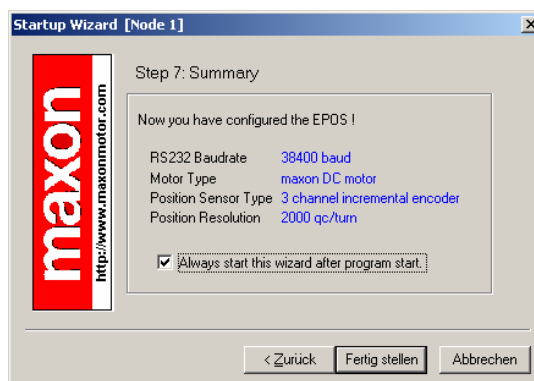 Startup Wizard [Node 1]
maxon
http://www.maxonmotor.com
Step 7: Summary
Now you have configured the EPOS !
RS232 Baudrate 38400 baud
Motor Type maxon DC motor
Position Sensor Type 3 channel incremental encoder
Position Resolution 2000 qc/turn
Always start this wizard after program start.
< Zurück Fertig stellen Abbrechen